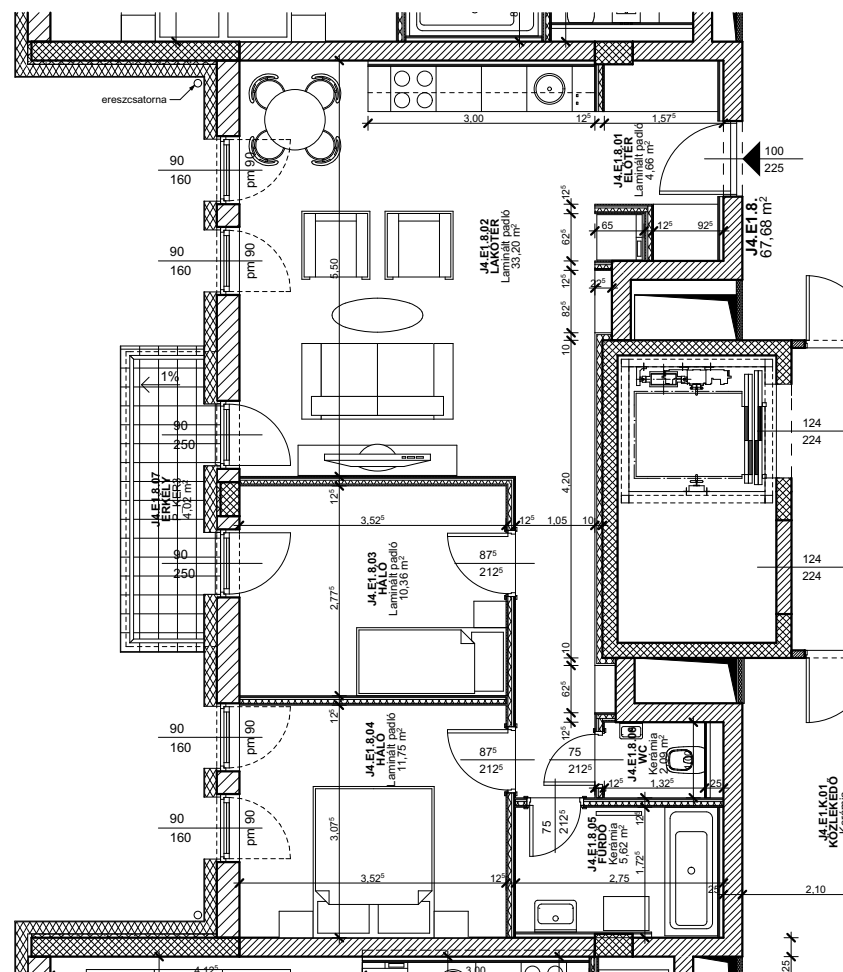 ereszcsatorna
3,00
12⁵
1,57⁵
J4.E1.8.01
ELŐTÉR
Laminált padló
4,66 m²
100
225
90
160
pm 90
J4.E1.8.
67,68 m²
12⁵
65
12⁵
92⁵
62⁵
J4.E1.8.02
LAKÓTÉR
Laminált padló
33,20 m²
90
160
pm 90
5,50
12⁵
82⁵
10
1%
124
224
90
250
J4.E1.8.07
ERKÉLY
4,02 m²
4,20
12⁵
3,52⁵
12⁵
1,05
10
90
250
J4.E1.8.03
HÁLÓ
Laminált padló
10,36 m²
87⁵
212⁵
124
224
2,77⁵
10
62⁵
12⁵
12⁵
90
160
pm 90
J4.E1.8.04
HÁLÓ
Laminált padló
11,75 m²
87⁵
212⁵
75
212⁵
J4.E1.8.06
WC
Kerámia
2,09 m²
12⁵
1,32⁵
25
90
160
pm 90
3,07⁵
75
212⁵
J4.E1.8.05
FÜRDŐ
Kerámia
5,62 m²
1,72⁵
J4.E1.K.01
KÖZLEKEDŐ
Kerámia
3,52⁵
12⁵
2,75
25
2,10
4,12⁵
3,00
25